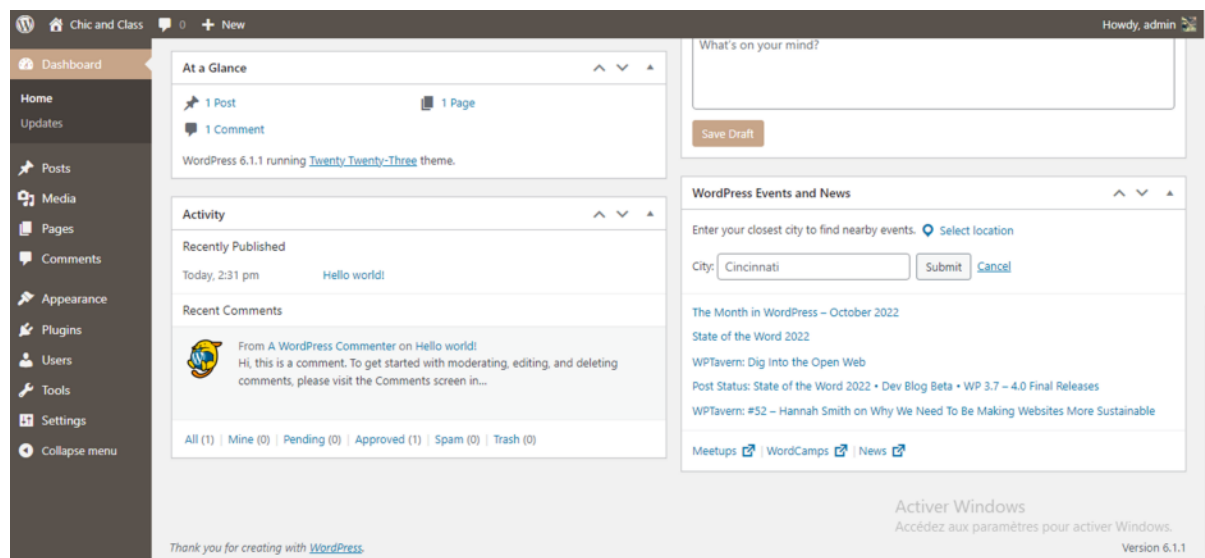 Chic and Class 0 + New Howdy, admin
Dashboard
Home
Updates
Posts
Media
Pages
Comments
Appearance
Plugins
Users
Tools
Settings
Collapse menu
At a Glance
1 Post 1 Page
1 Comment
WordPress 6.1.1 running Twenty Twenty-Three theme.
Activity
Recently Published
Today, 2:31 pm Hello world!
Recent Comments
From A WordPress Commenter on Hello world!
Hi, this is a comment. To get started with moderating, editing, and deleting
comments, please visit the Comments screen in...
All (1) | Mine (0) | Pending (0) | Approved (1) | Spam (0) | Trash (0)
What's on your mind?
Save Draft
WordPress Events and News
Enter your closest city to find nearby events. Select location
City: Cincinnati Submit Cancel
The Month in WordPress – October 2022
State of the Word 2022
WPTavern: Dig Into the Open Web
Post Status: State of the Word 2022 • Dev Blog Beta • WP 3.7 – 4.0 Final Releases
WPTavern: #52 – Hannah Smith on Why We Need To Be Making Websites More Sustainable
Meetups | WordCamps | News
Activer Windows
Accédez aux paramètres pour activer Windows.
Thank you for creating with WordPress.
Version 6.1.1